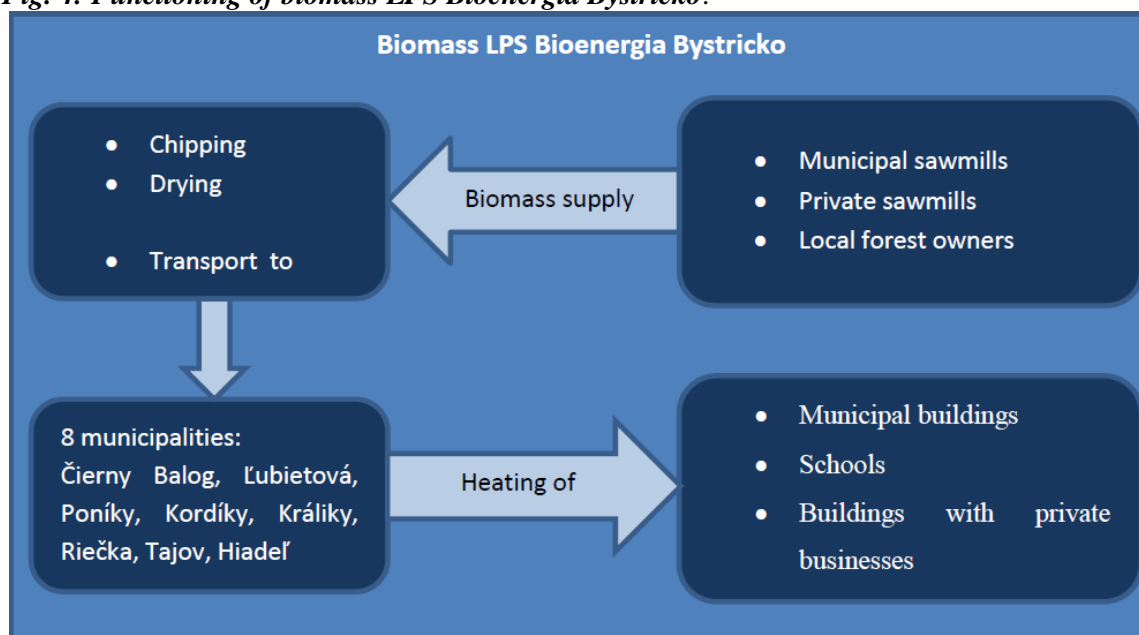 Fig. 4. Functioning of biomass LPS Bioenergia Bystricko.
Biomass LPS Bioenergia Bystricko
• Chipping
• Drying
• Transport to
Biomass supply
• Municipal sawmills
• Private sawmills
• Local forest owners
8 municipalities:
Čierny Balog, Ľubietová,
Poníky, Kordíky, Králiky,
Riečka, Tajov, Hiadeľ
Heating of
• Municipal buildings
• Schools
• Buildings with private
businesses